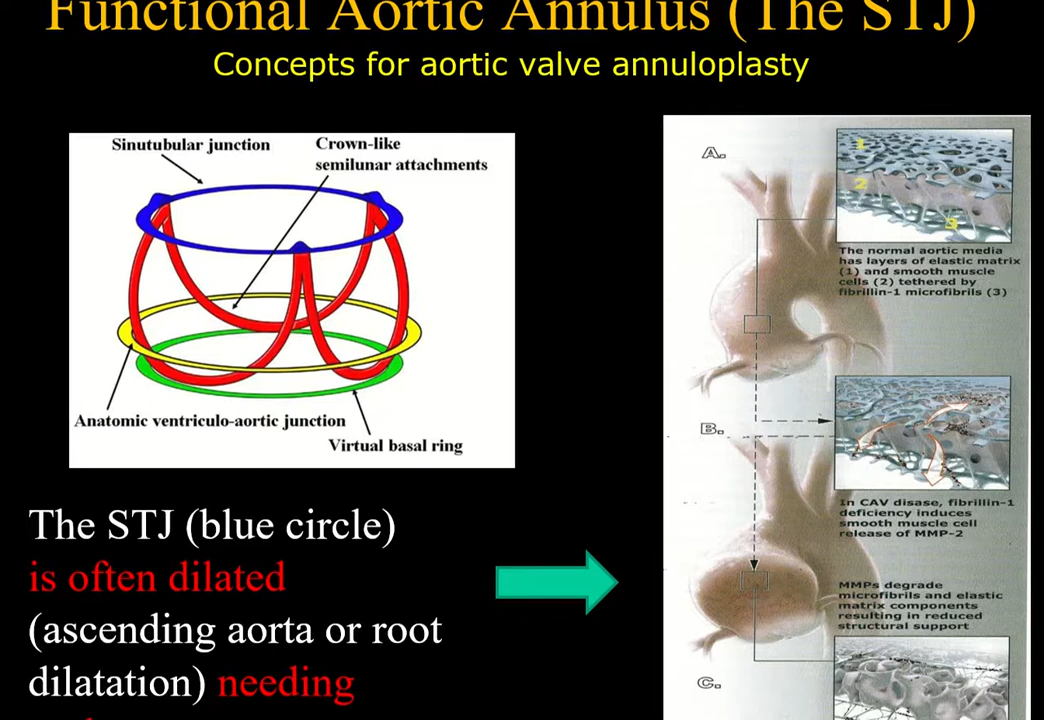 Functional Aortic Annulus (The STJ)
Concepts for aortic valve annuloplasty
Sinutubular junction
Crown-like
semilunar attachments
Anatomic ventriculo-aortic junction
Virtual basal ring
The STJ (blue circle)
is often dilated
(ascending aorta or root
dilatation) needing
A.
1
2
3
The normal aortic media
has layers of elastic matrix
(1) and smooth muscle
cells (2) tethered by
fibrillin-1 microfibrils (3)
B.
In CAV disase, fibrillin-1
deficiency induces
smooth muscle cell
release of MMP-2
MMPs degrade
microfibrils and elastic
matrix components
resulting in reduced
structural support
C.